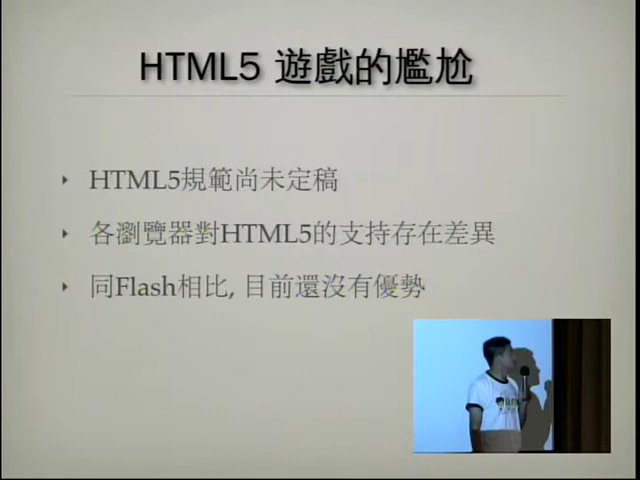 HTML5 遊戲的尷尬
HTML5規範尚未定稿
各瀏覽器對HTML5的支持存在差異
同Flash相比, 目前還沒有優勢